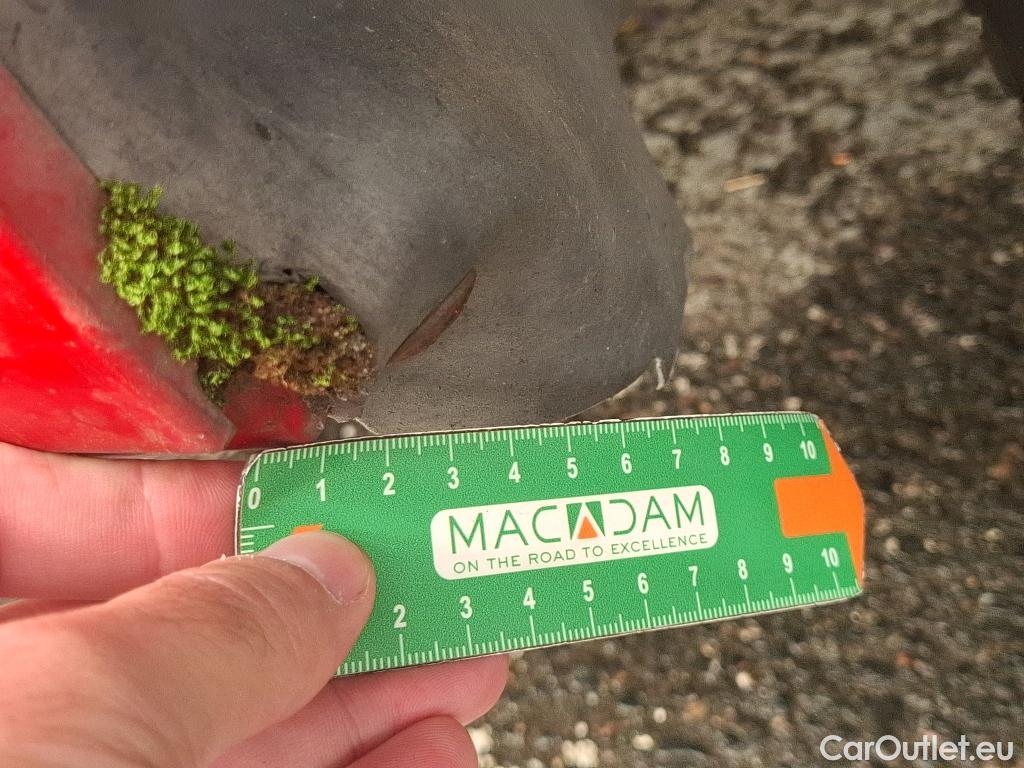 0 1 2 3 4 5 6 7 8 9 10
MACADAM
ON THE ROAD TO EXCELLENCE
2 3 4 5 6 7 8 9 10
CarOutlet.eu